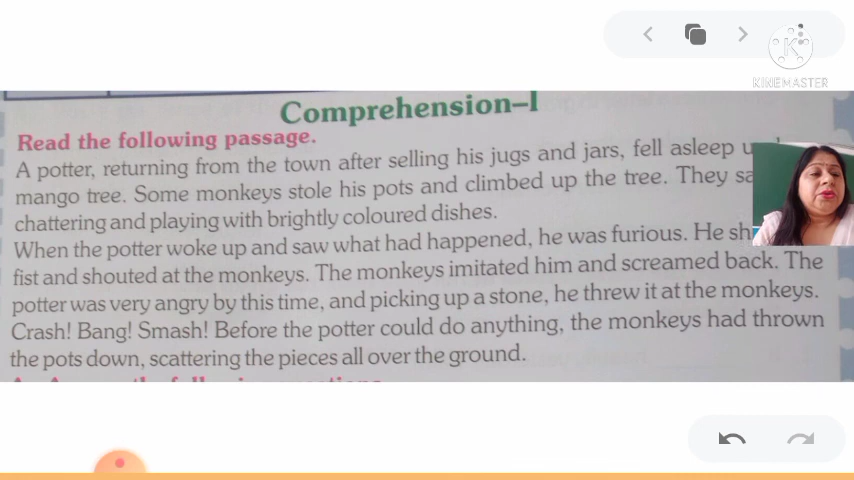 KINEMASTER
Comprehension–I
Read the following passage.
A potter, returning from the town after selling his jugs and jars, fell asleep
mango tree. Some monkeys stole his pots and climbed up the tree. They
chattering and playing with brightly coloured dishes.
When the potter woke up and saw what had happened, he was furious. He
fist and shouted at the monkeys. The monkeys imitated him and screamed back. The
potter was very angry by this time, and picking up a stone, he threw it at the monkeys.
Crash! Bang! Smash! Before the potter could do anything, the monkeys had thrown
the pots down, scattering the pieces all over the ground.